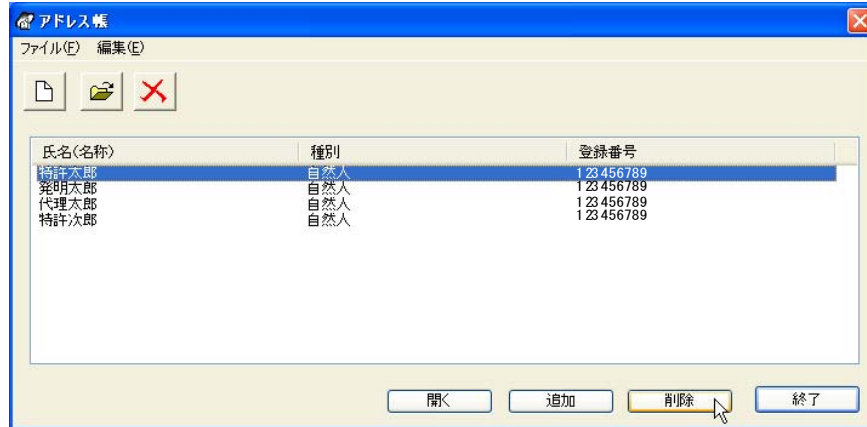 アドレス帳
ファイル(F) 編集(E)
氏名(名称) 種別 登録番号
特許太郎 自然人 123456789
発明太郎 自然人 123456789
代理太郎 自然人 123456789
特許次郎 自然人 123456789
開く 追加 削除 終了